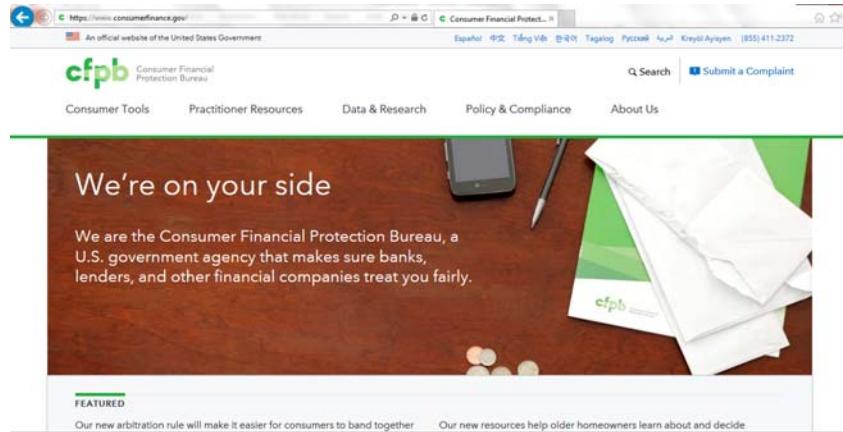 https://www.consumerfinance.gov/
Consumer Financial Protect...
An official website of the United States Government
Español 中文 Tiếng Việt 한국어 Tagalog Русский العربية Kreyòl Ayisyen (855) 411-2372
cfpb Consumer Financial
Protection Bureau
Search
Submit a Complaint
Consumer Tools Practitioner Resources Data & Research Policy & Compliance About Us
We're on your side
We are the Consumer Financial Protection Bureau, a
U.S. government agency that makes sure banks,
lenders, and other financial companies treat you fairly.
cfpb
FEATURED
Our new arbitration rule will make it easier for consumers to band together
Our new resources help older homeowners learn about and decide